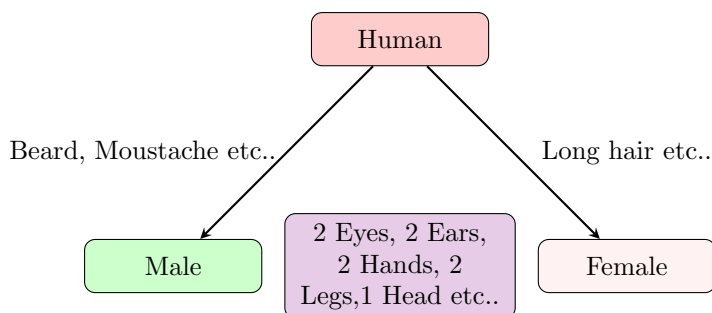 Human
Beard, Moustache etc..
Long hair etc..
Male
2 Eyes, 2 Ears,
2 Hands, 2
Legs,1 Head etc..
Female